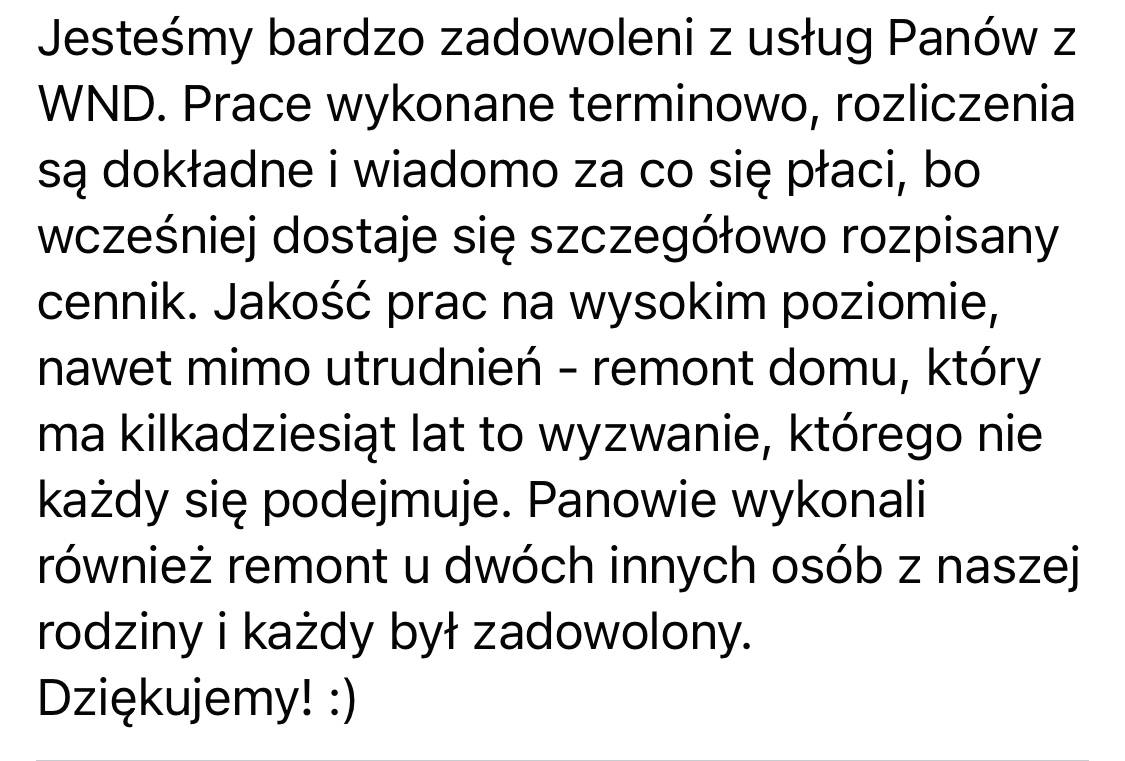 Jesteśmy bardzo zadowoleni z usług Panów z
WND. Prace wykonane terminowo, rozliczenia
są dokładne i wiadomo za co się płaci, bo
wcześniej dostaje się szczegółowo rozpisany
cennik. Jakość prac na wysokim poziomie,
nawet mimo utrudnień - remont domu, który
ma kilkadziesiąt lat to wyzwanie, którego nie
każdy się podejmuje. Panowie wykonali
również remont u dwóch innych osób z naszej
rodziny i każdy był zadowolony.
Dziękujemy! :)